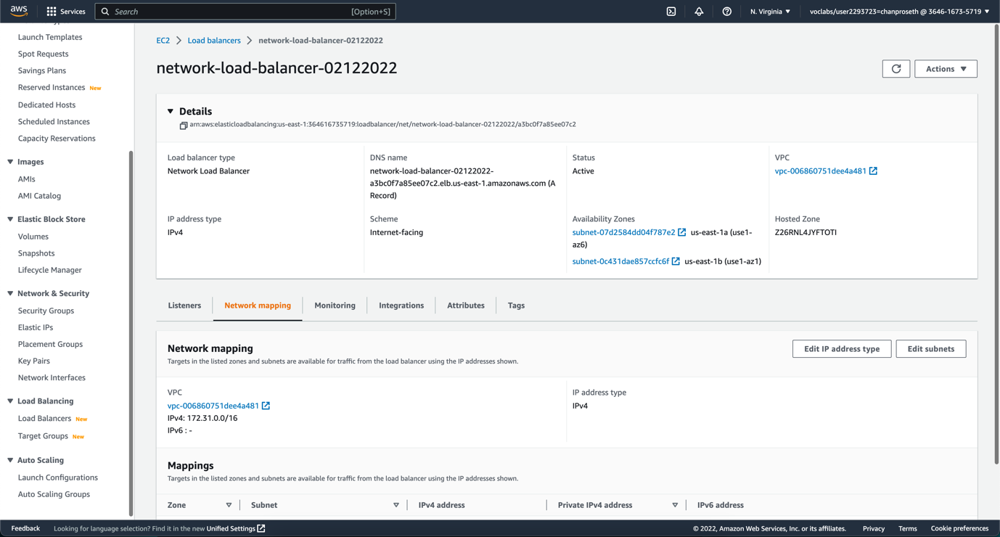 aws
Services
Search
[Option+S]
N. Virginia
voclabs/user2293723=chanproseth @ 3646-1673-5719
Launch Templates
Spot Requests
Savings Plans
Reserved Instances New
Dedicated Hosts
Scheduled Instances
Capacity Reservations
Images
AMIs
AMI Catalog
Elastic Block Store
Volumes
Snapshots
Lifecycle Manager
Network & Security
Security Groups
Elastic IPs
Placement Groups
Key Pairs
Network Interfaces
Load Balancing
Load Balancers New
Target Groups New
Auto Scaling
Launch Configurations
Auto Scaling Groups
EC2 > Load balancers > network-load-balancer-02122022
network-load-balancer-02122022
Actions
Details
arn:aws:elasticloadbalancing:us-east-1:364616735719:loadbalancer/net/network-load-balancer-02122022/a3bc0f7a85ee07c2
Load balancer type
Network Load Balancer
DNS name
network-load-balancer-02122022-
a3bc0f7a85ee07c2.elb.us-east-1.amazonaws.com (A
Record)
Status
Active
VPC
vpc-006860751dee4a481
IP address type
IPv4
Scheme
Internet-facing
Availability Zones
subnet-07d2584dd04f787e2 us-east-1a (use1-
az6)
subnet-0c431dae857ccfc6f us-east-1b (use1-az1)
Hosted Zone
Z26RNL4JYFTOTI
Listeners
Network mapping
Monitoring
Integrations
Attributes
Tags
Network mapping
Targets in the listed zones and subnets are available for traffic from the load balancer using the IP addresses shown.
Edit IP address type
Edit subnets
VPC
vpc-006860751dee4a481
IPv4: 172.31.0.0/16
IPv6 : -
IP address type
IPv4
Mappings
Targets in the listed zones and subnets are available for traffic from the load balancer using the IP addresses shown.
Zone
Subnet
IPv4 address
Private IPv4 address
IPv6 address
Feedback
Looking for language selection? Find it in the new Unified Settings
© 2022, Amazon Web Services, Inc. or its affiliates.
Privacy
Terms
Cookie preferences